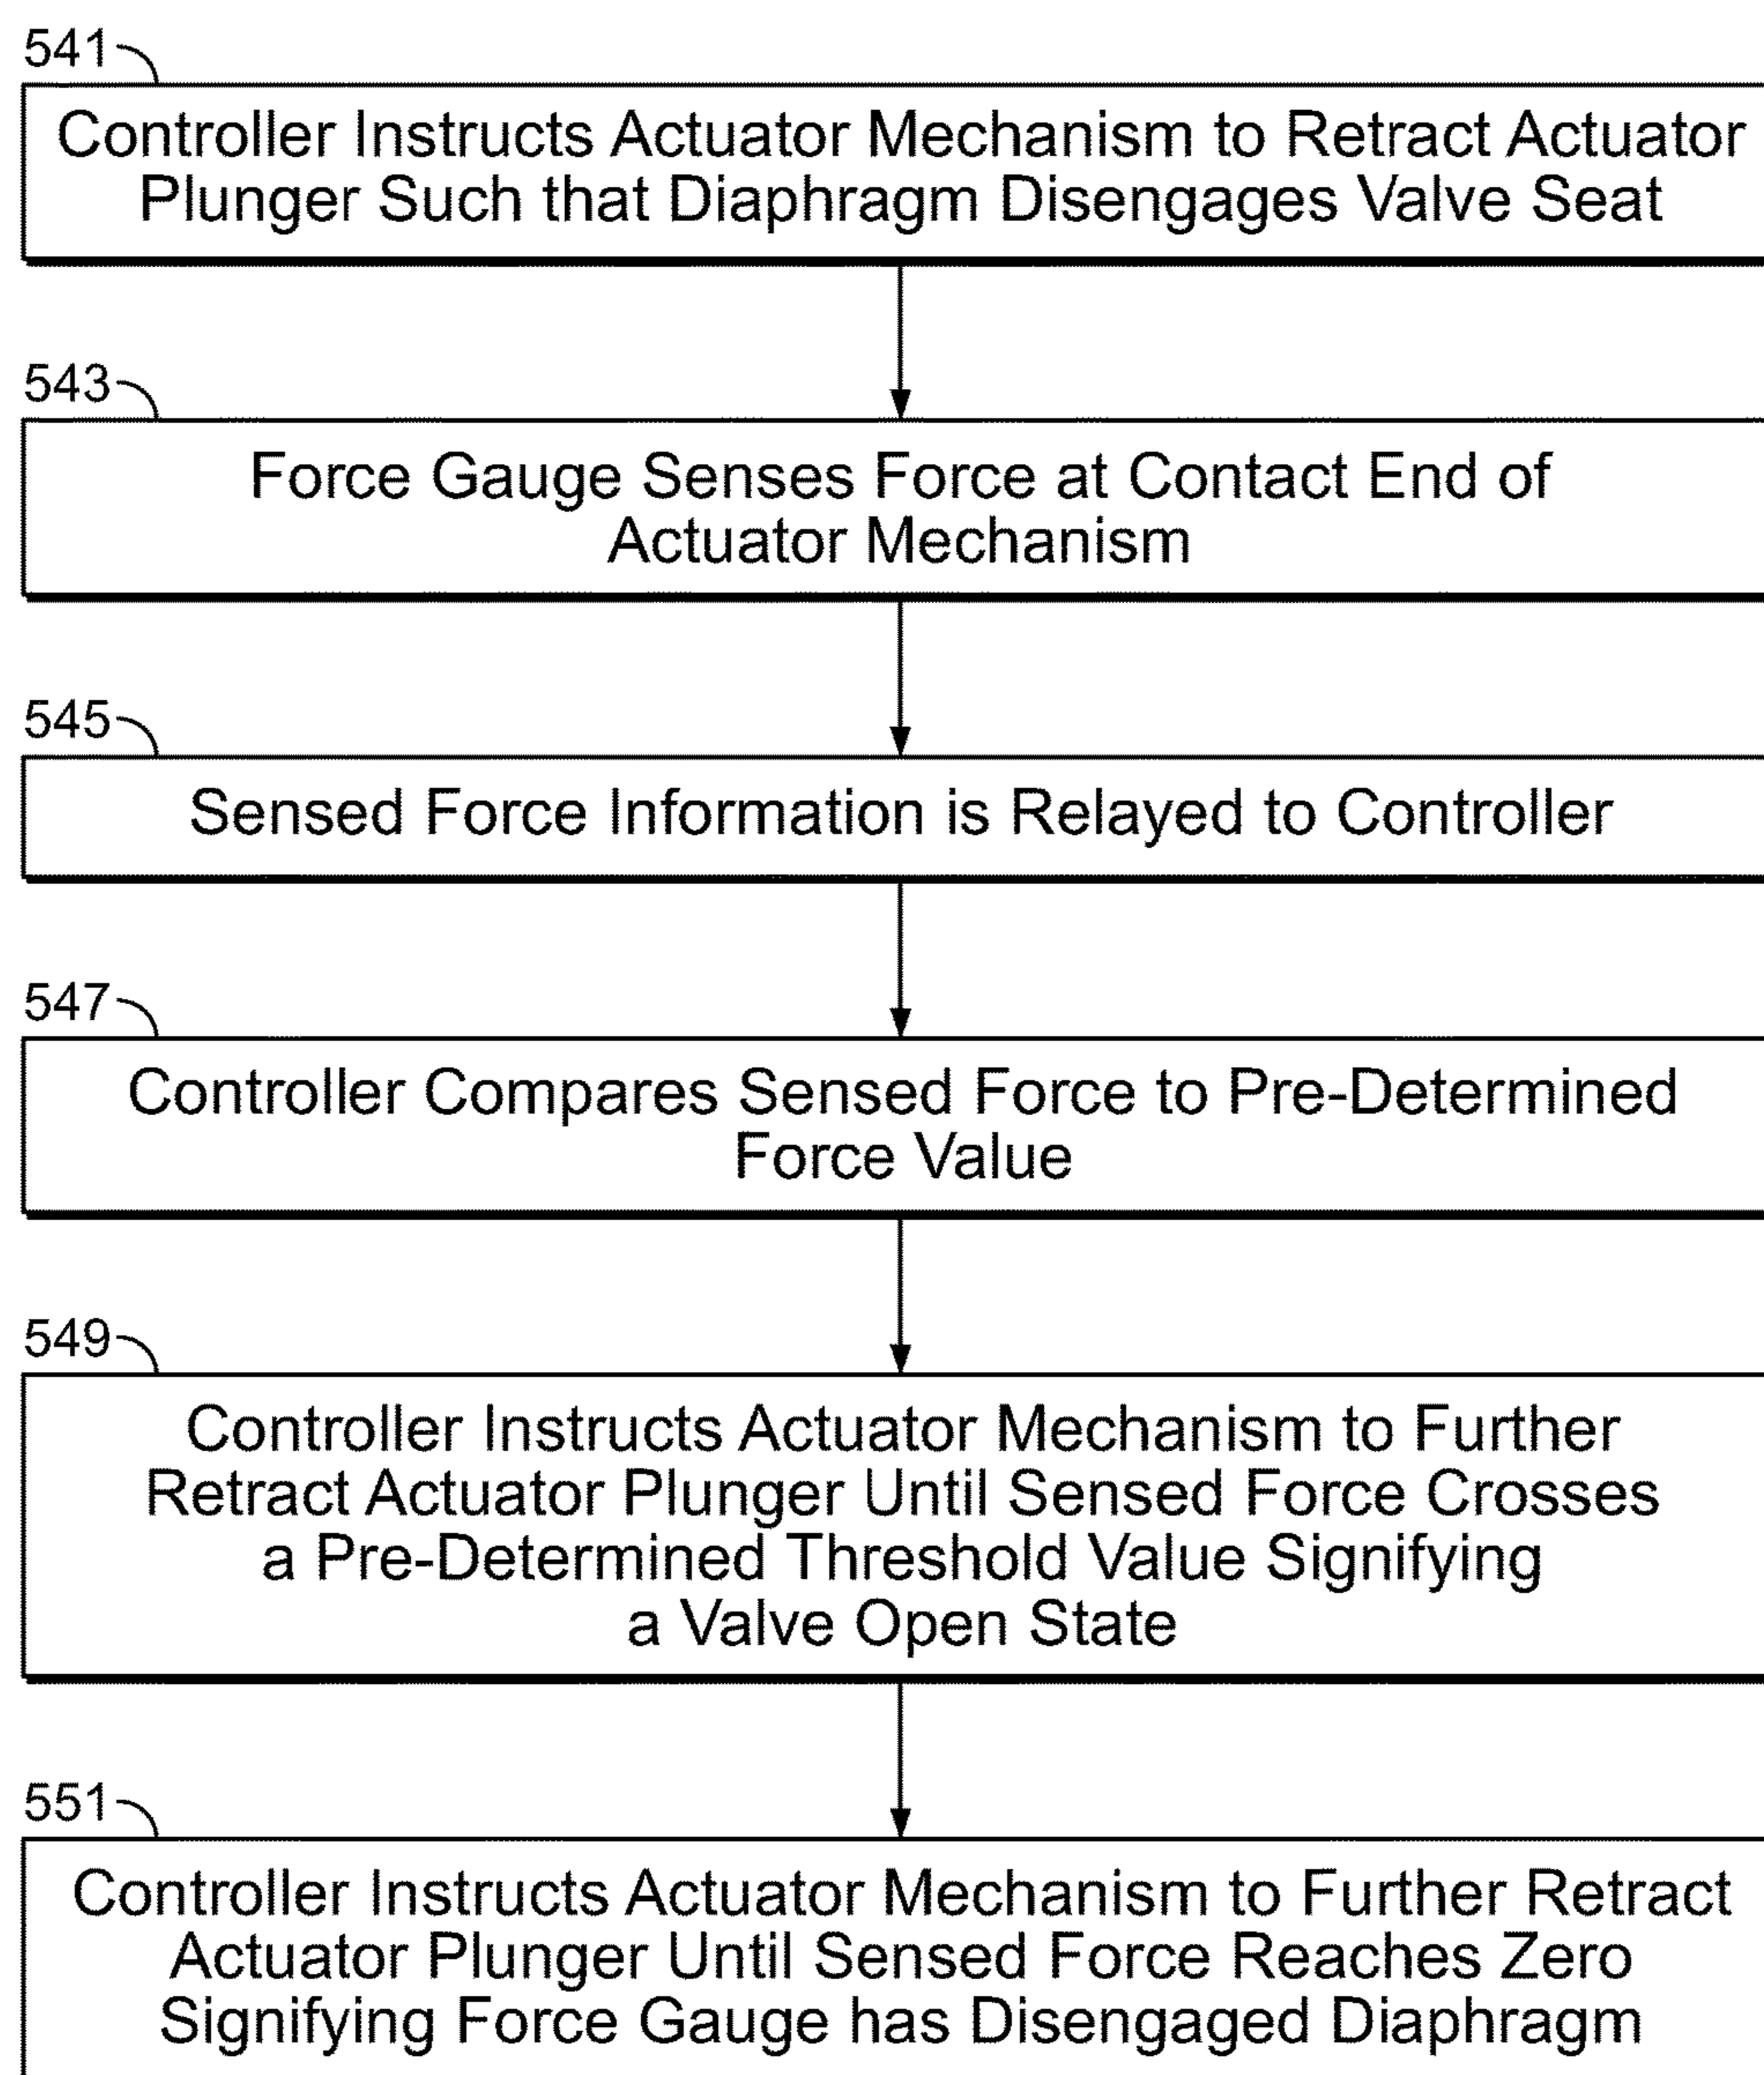 541
Controller Instructs Actuator Mechanism to Retract Actuator
Plunger Such that Diaphragm Disengages Valve Seat
543
Force Gauge Senses Force at Contact End of
Actuator Mechanism
545
Sensed Force Information is Relayed to Controller
547
Controller Compares Sensed Force to Pre-Determined
Force Value
549
Controller Instructs Actuator Mechanism to Further
Retract Actuator Plunger Until Sensed Force Crosses
a Pre-Determined Threshold Value Signifying
a Valve Open State
551
Controller Instructs Actuator Mechanism to Further Retract
Actuator Plunger Until Sensed Force Reaches Zero
Signifying Force Gauge has Disengaged Diaphragm